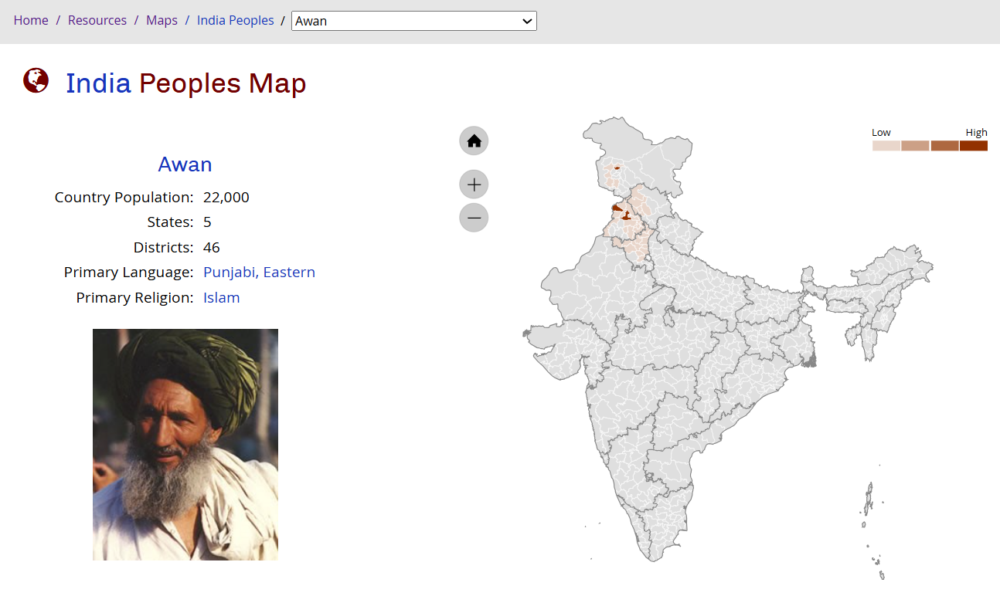 Home / Resources / Maps / India Peoples / Awan
India Peoples Map
Awan
Country Population: 22,000
States: 5
Districts: 46
Primary Language: Punjabi, Eastern
Primary Religion: Islam
Low High